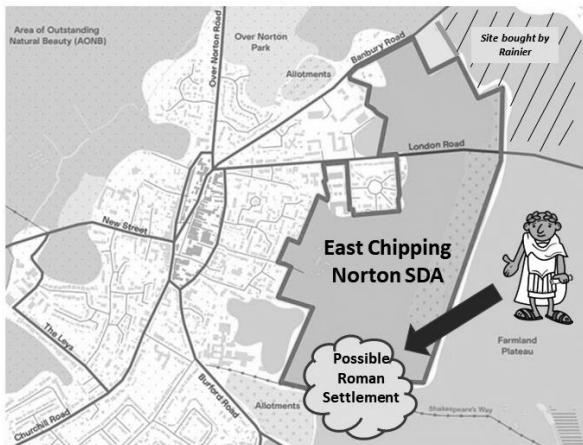 Area of Outstanding
Natural Beauty (AONB)
Over Norton Road
Over Norton
Park
Allotments
Banbury Road
Site bought by
Rainier
London Road
New Street
East Chipping
Norton SDA
The Leys
Possible
Roman
Settlement
Farmland
Plateau
Burford Road
Allotments
Churchill Road
Shakespeare's Way